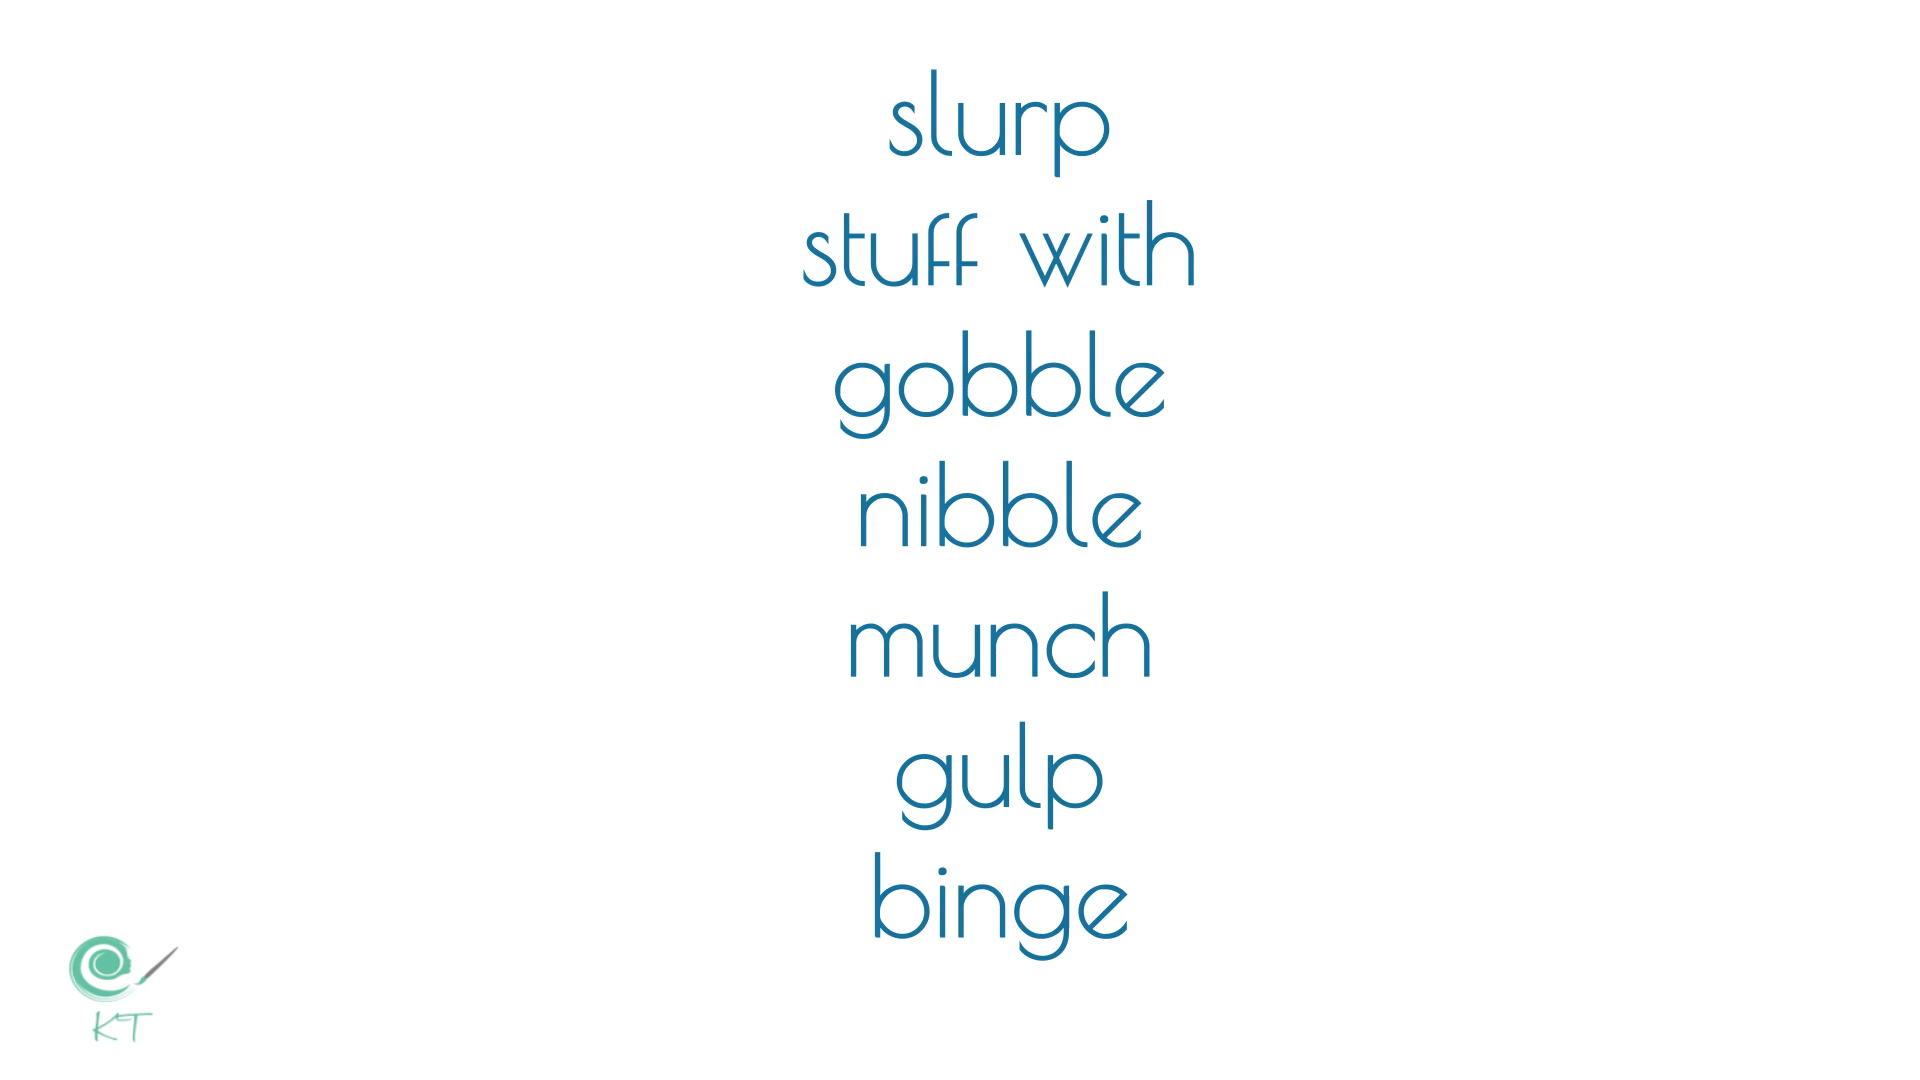 slurp
stuff with
gobble
nibble
munch
gulp
binge
KT